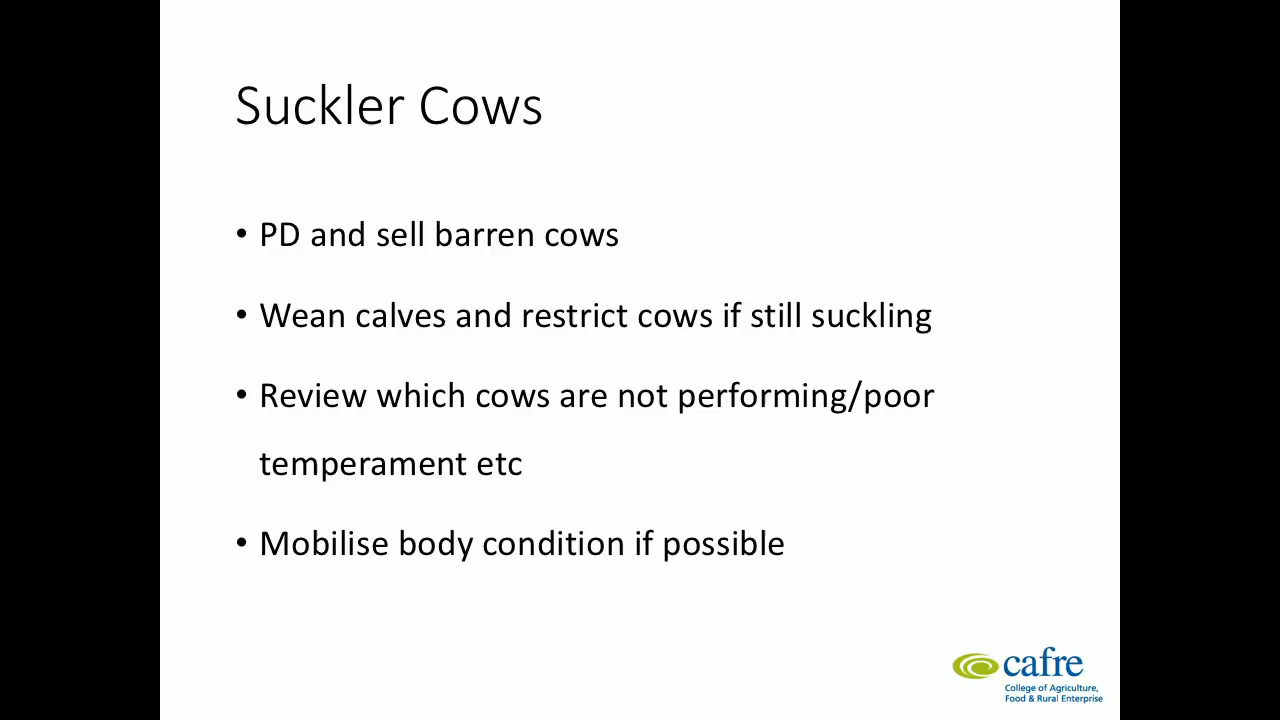 Suckler Cows
• PD and sell barren cows
• Wean calves and restrict cows if still suckling
• Review which cows are not performing/poor
temperament etc
• Mobilise body condition if possible
cafre
College of Agriculture,
Food & Rural Enterprise